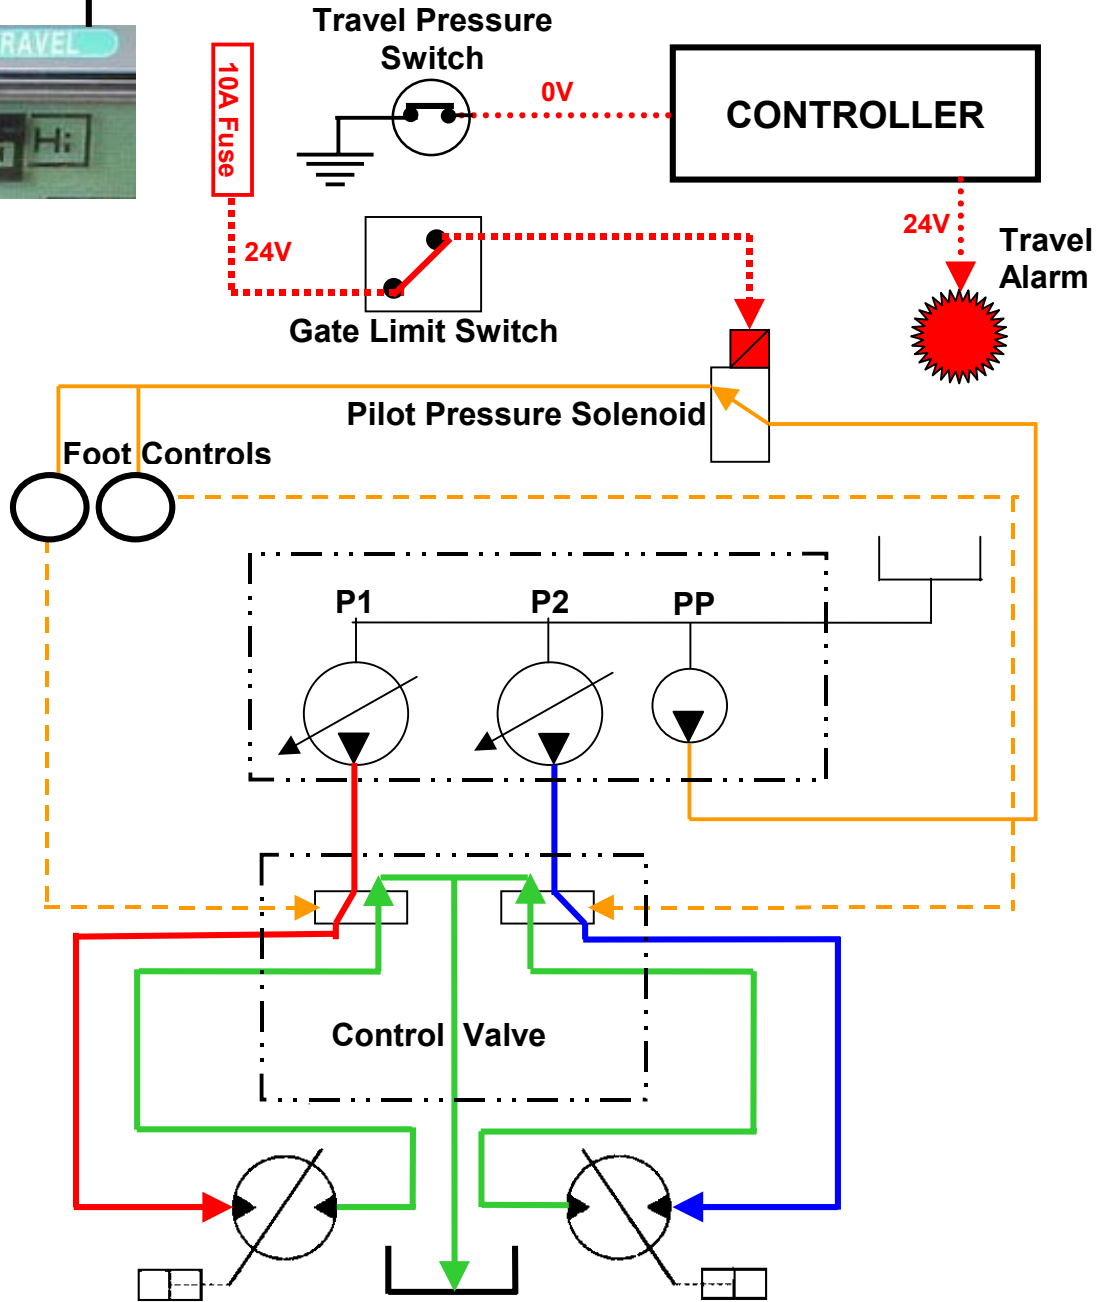 RAVEL
Hi
Travel Pressure
Switch
10A Fuse
0V
CONTROLLER
24V
24V
Travel
Alarm
Gate Limit Switch
Pilot Pressure Solenoid
Foot Controls
P1
P2
PP
Control Valve